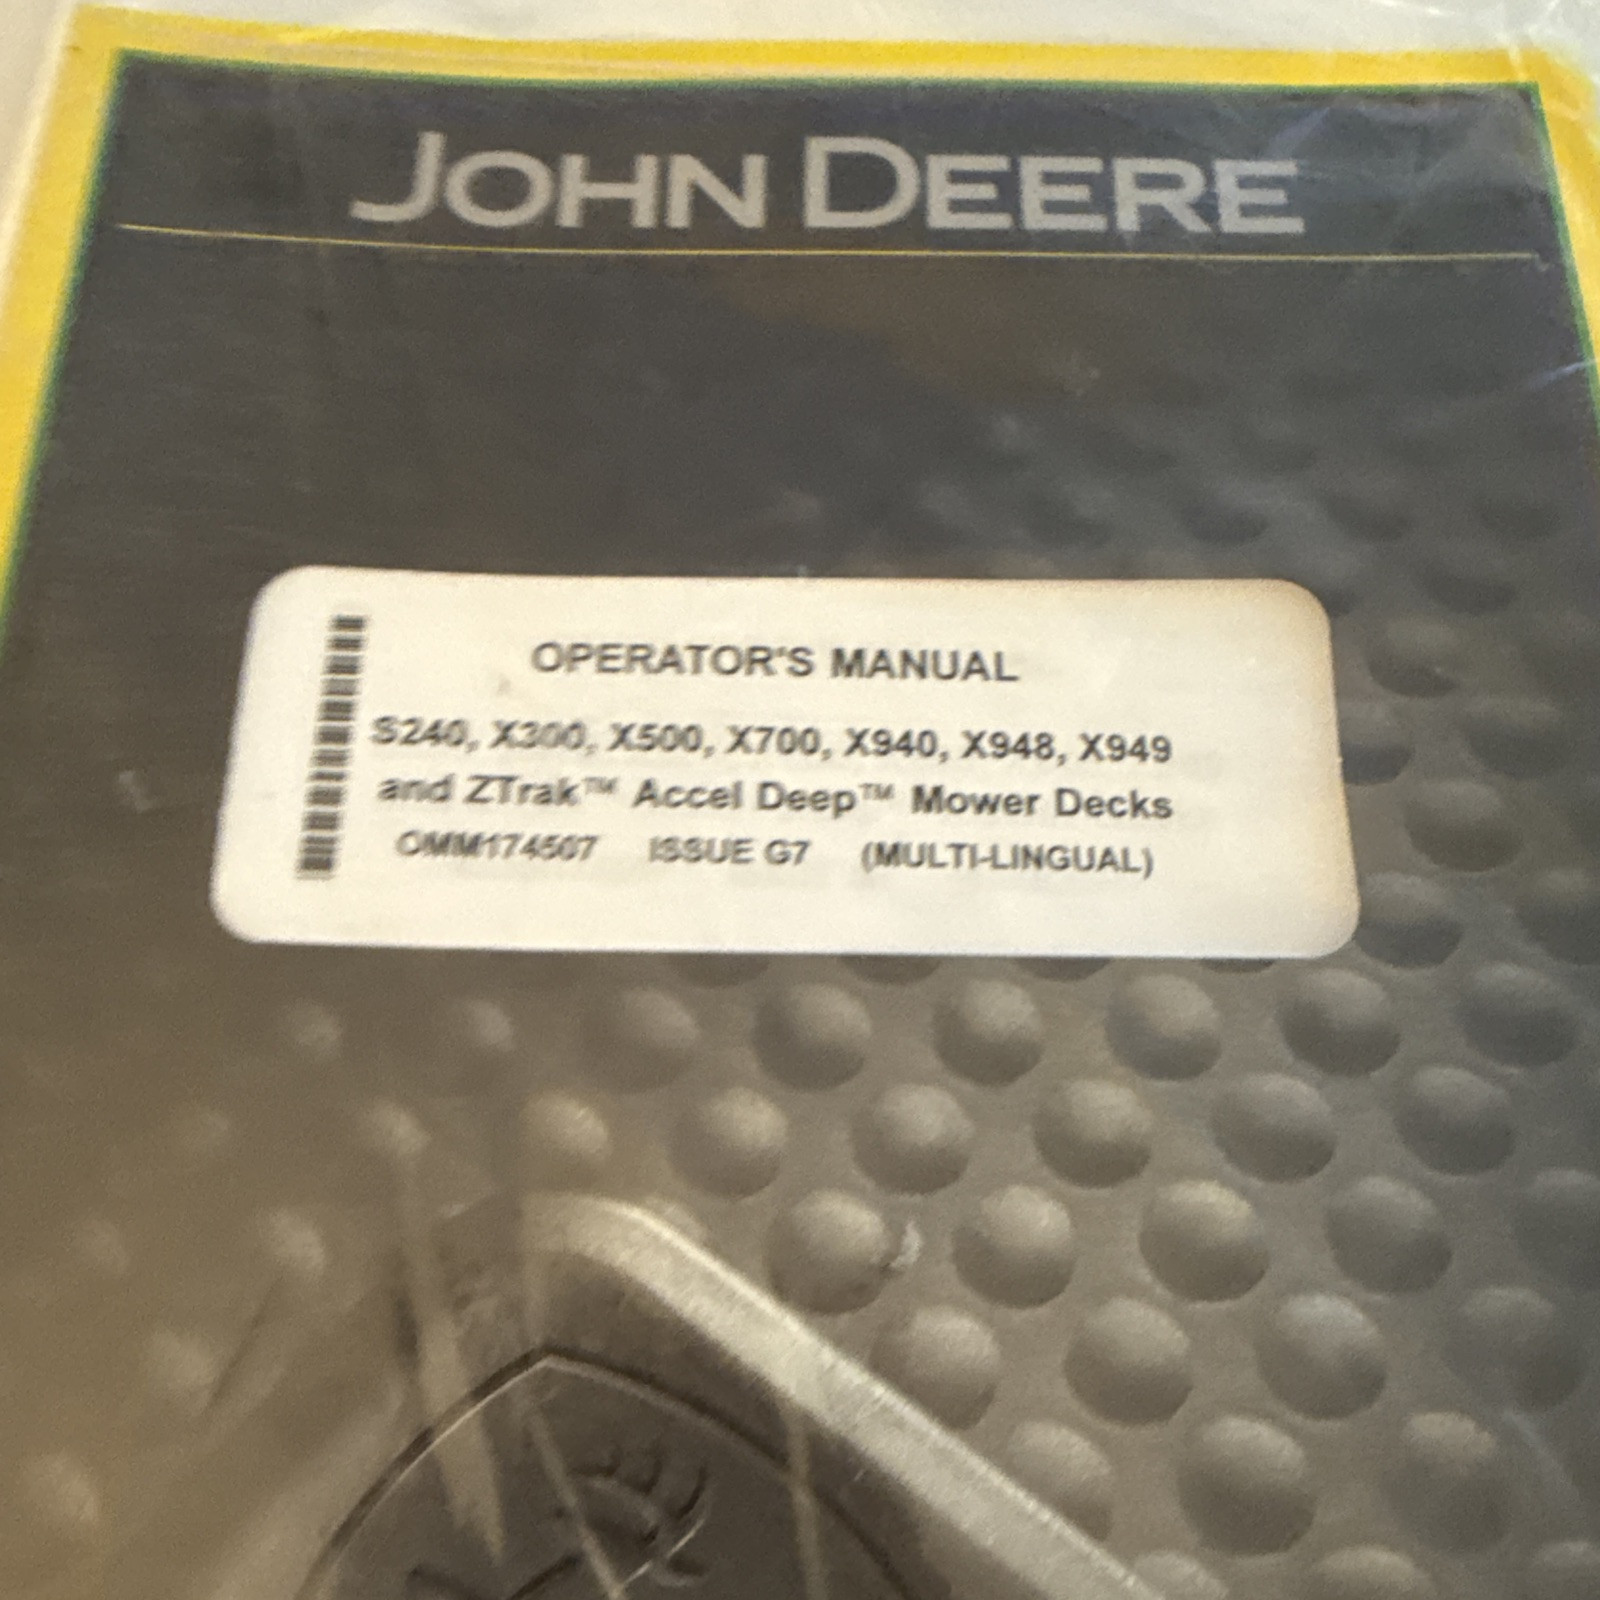 JOHN DEERE
OPERATOR'S MANUAL
S240, X300, X500, X700, X940, X948, X949
and ZTrak™ Accel Deep™ Mower Decks
OMM174507 ISSUE G7 (MULTI-LINGUAL)